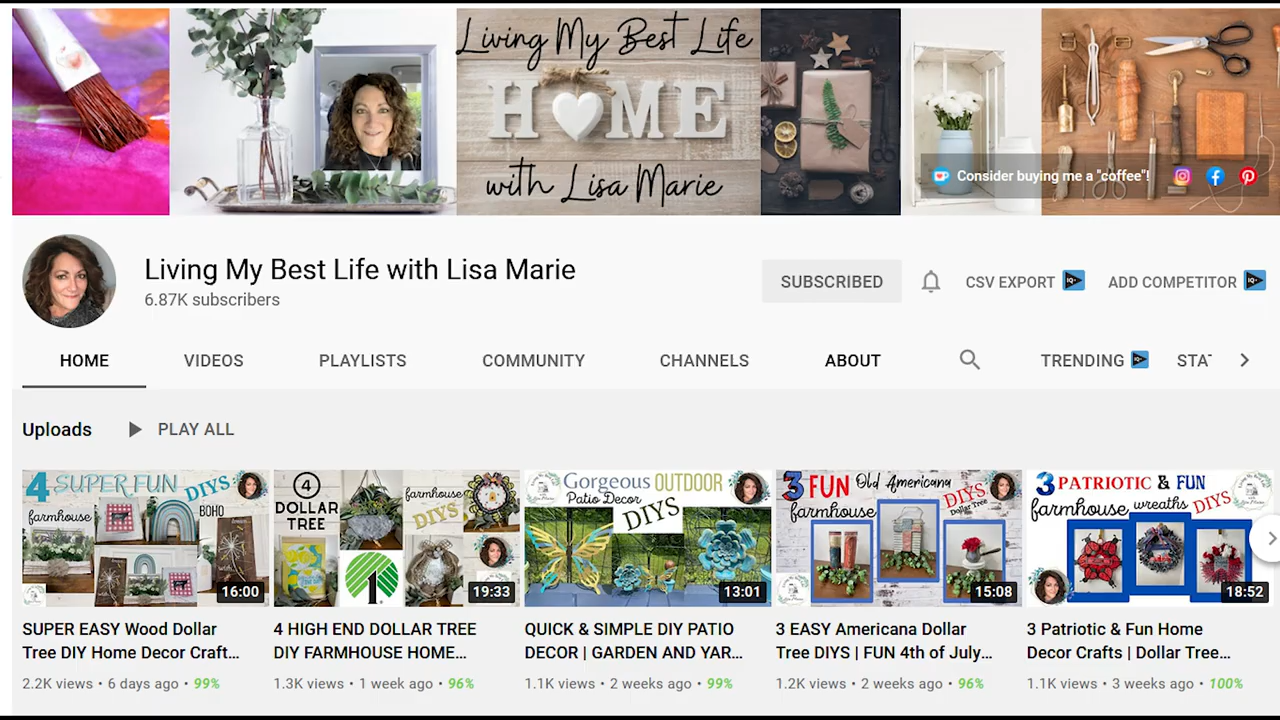 Living My Best Life
HOME
with Lisa Marie
Consider buying me a "coffee"!
Living My Best Life with Lisa Marie
6.87K subscribers
SUBSCRIBED
CSV EXPORT
ADD COMPETITOR
HOME
VIDEOS
PLAYLISTS
COMMUNITY
CHANNELS
ABOUT
TRENDING
STAT
Uploads
PLAY ALL
4 SUPER FUN
DIYS
farmhouse
BOHO
16:00
4
DOLLAR
TREE
farmhouse
DIYS
1
19:33
Gorgeous OUTDOOR
Patio Decor
DIYS
13:01
3 FUN Old Americana
farmhouse
DIYS
Dollar Tree
15:08
3 PATRIOTIC & FUN
farmhouse wreaths DIYS
18:52
SUPER EASY Wood Dollar
Tree DIY Home Decor Craft...
2.2K views • 6 days ago • 99%
4 HIGH END DOLLAR TREE
DIY FARMHOUSE HOME...
1.3K views • 1 week ago • 96%
QUICK & SIMPLE DIY PATIO
DECOR | GARDEN AND YAR...
1.1K views • 2 weeks ago • 99%
3 EASY Americana Dollar
Tree DIYS | FUN 4th of July...
1.2K views • 2 weeks ago • 96%
3 Patriotic & Fun Home
Decor Crafts | Dollar Tree...
1.1K views • 3 weeks ago • 100%